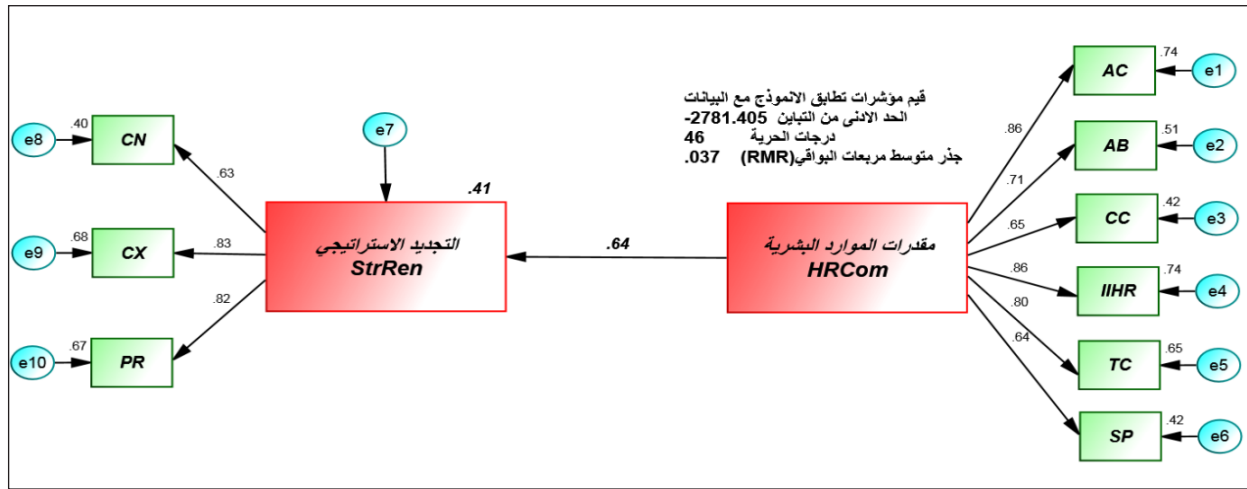 قيم مؤشرات تطابق الانموذج مع البيانات
الحد الادنى من التباين 2781.405-
درجات الحرية 46
جذر متوسط مربعات البواقي(RMR) .037
e8
.40
CN
.63
e9
.68
CX
.83
e10
.67
PR
.82
e7
.41
التجديد الاستراتيجي
StrRen
.64
مقدرات الموارد البشرية
HRCom
.86
AC
.74
e1
.71
AB
.51
e2
.65
CC
.42
e3
.86
IIHR
.74
e4
.80
TC
.65
e5
.64
SP
.42
e6